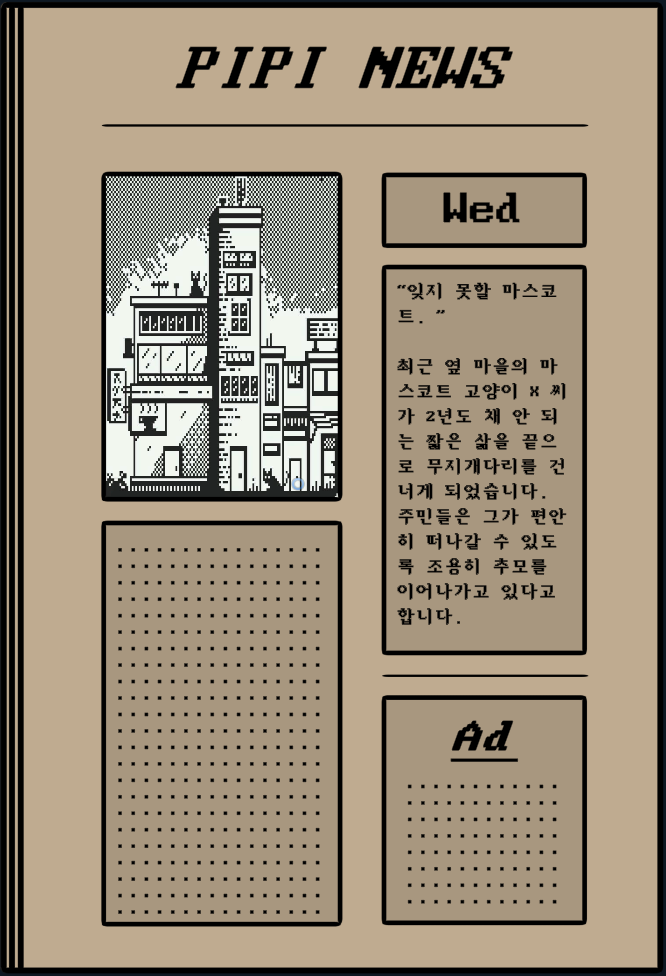 PIPI NEWS
Wed
“잊지 못할 마스코
트. ”
최근 옆 마을의 마
스코트 고양이 X 씨
가 2년도 채 안 되
는 짧은 삶을 끝으
로 무지개다리를 건
너게 되었습니다.
주민들은 그가 편안
히 떠나갈 수 있도
록 조용히 추모를
이어나가고 있다고
합니다.
Ad